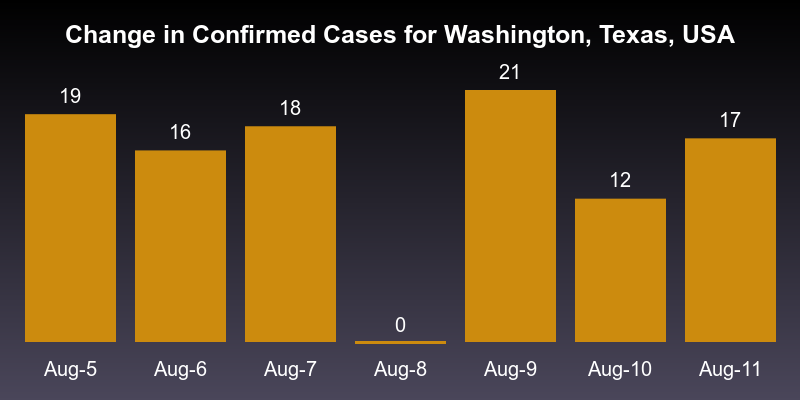 Change in Confirmed Cases for Washington, Texas, USA
19
16
18
0
21
12
17
Aug-5
Aug-6
Aug-7
Aug-8
Aug-9
Aug-10
Aug-11